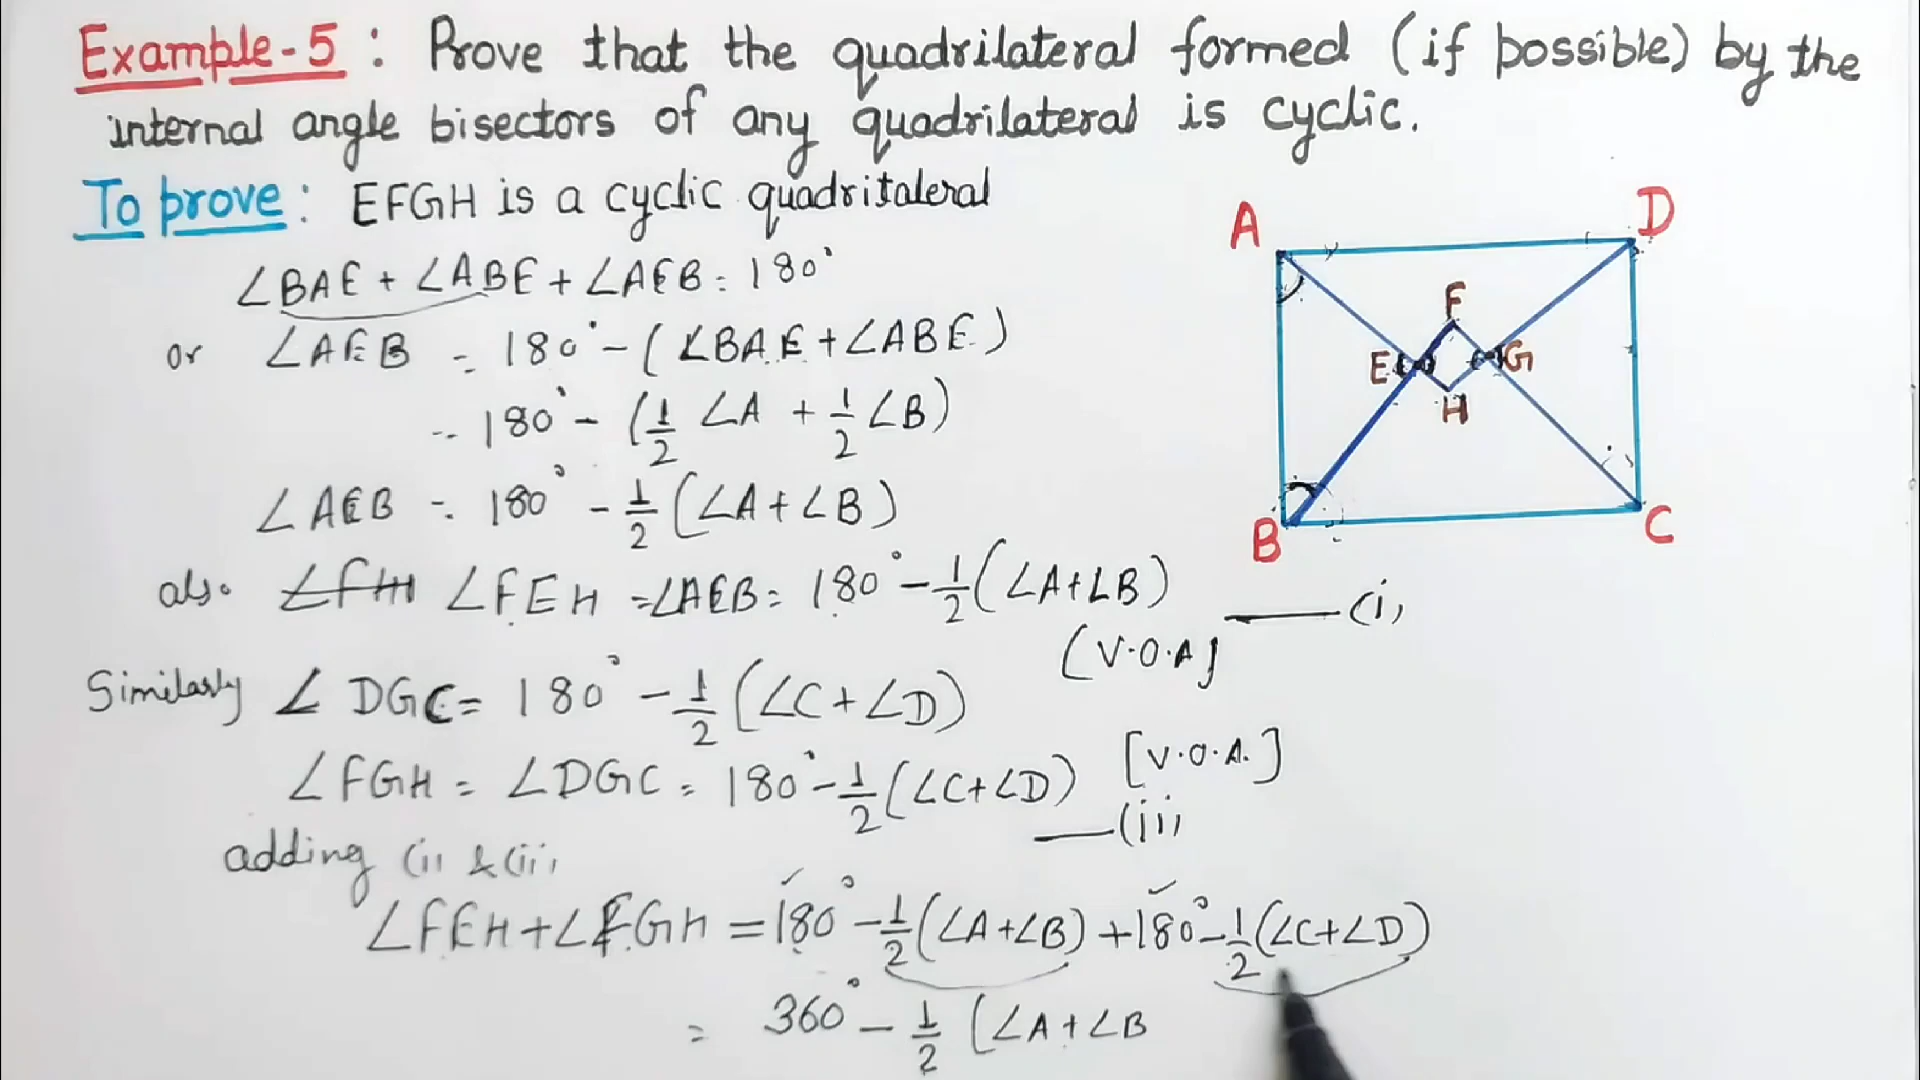 Example-5 : Prove that the quadrilateral formed (if possible) by the
internal angle bisectors of any quadrilateral is cyclic.
To prove : EFGH is a cyclic quadritaleral
∠BAE + ∠ABE + ∠AEB = 180°
or ∠AEB = 180° - (∠BAE + ∠ABE)
= 180° - (1/2 ∠A + 1/2 ∠B)
∠AEB = 180° - 1/2 (∠A + ∠B)
also ∠FEH = ∠AEB = 180° - 1/2 (∠A + ∠B) —(i)
[V.O.A]
Similarly ∠DGC = 180° - 1/2 (∠C + ∠D)
∠FGH = ∠DGC = 180° - 1/2 (∠C + ∠D) [V.O.A.]
—(ii)
adding (i) & (ii)
∠FEH + ∠FGH = 180° - 1/2 (∠A + ∠B) + 180° - 1/2 (∠C + ∠D)
= 360° - 1/2 (∠A + ∠B
A
D
F
E
G
H
B
C